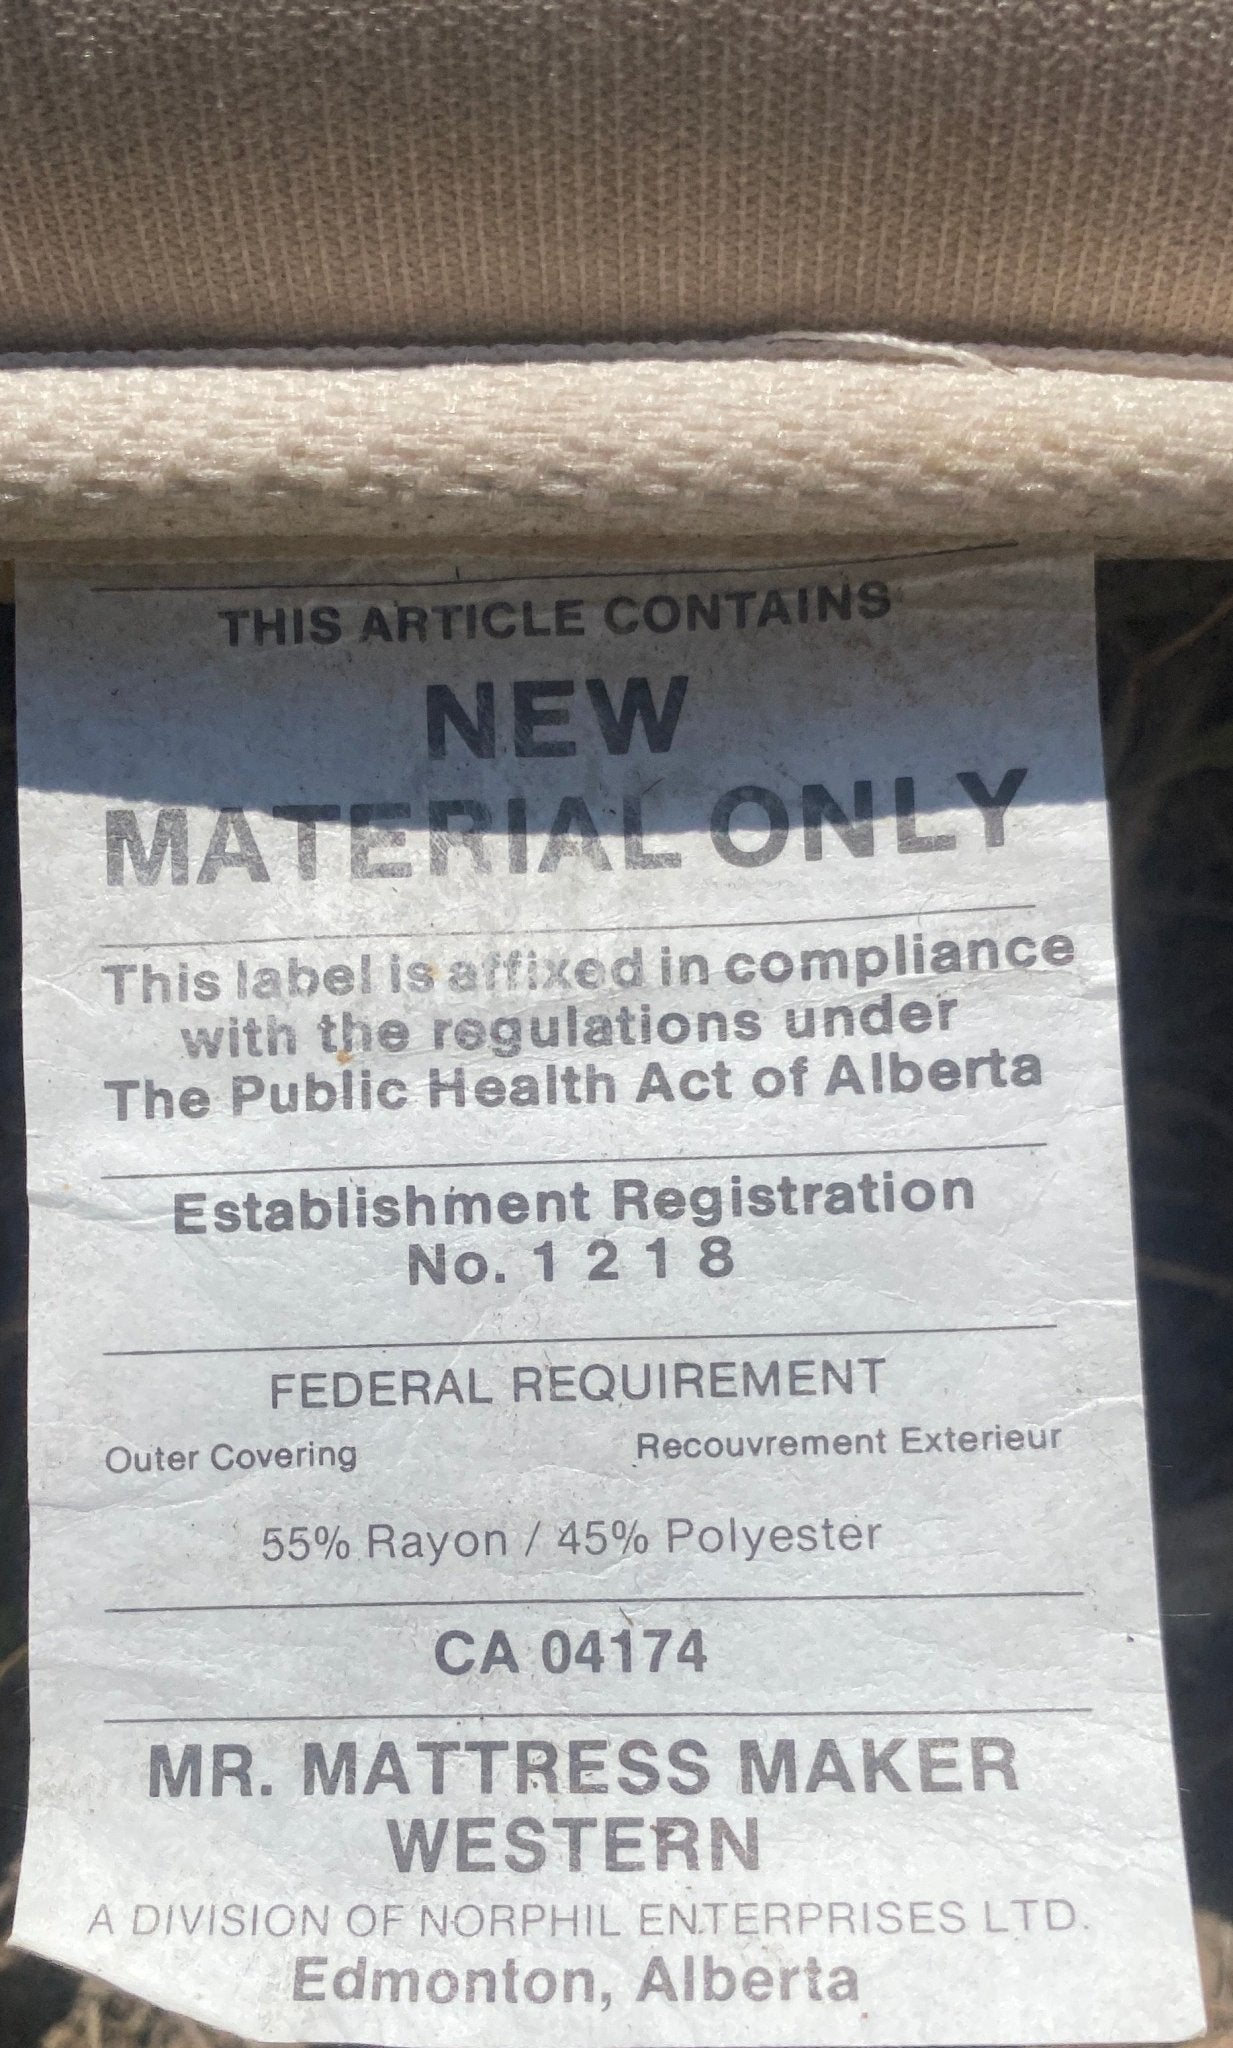 THIS ARTICLE CONTAINS
NEW
MATERIAL ONLY
This label is affixed in compliance
with the regulations under
The Public Health Act of Alberta
Establishment Registration
No. 1 2 1 8
FEDERAL REQUIREMENT
Outer Covering Recouvrement Exterieur
55% Rayon / 45% Polyester
CA 04174
MR. MATTRESS MAKER
WESTERN
A DIVISION OF NORPHIL ENTERPRISES LTD.
Edmonton, Alberta